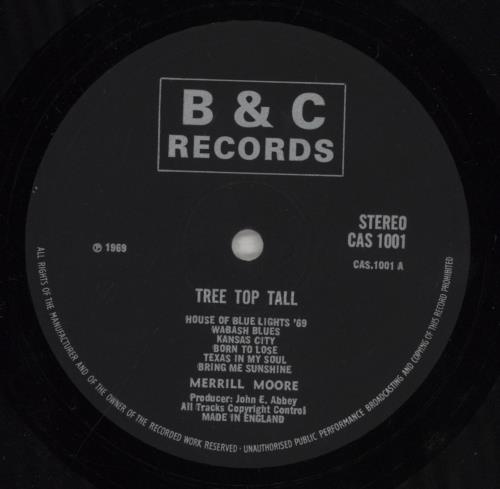 B & C
RECORDS
STEREO
CAS 1001
℗ 1969
CAS.1001 A
TREE TOP TALL
HOUSE OF BLUE LIGHTS '69
WABASH BLUES
KANSAS CITY
BORN TO LOSE
TEXAS IN MY SOUL
BRING ME SUNSHINE
MERRILL MOORE
Producer: John E. Abbey
All Tracks Copyright Control
MADE IN ENGLAND
ALL RIGHTS OF THE MANUFACTURER AND OF THE OWNER OF THE RECORDED WORK RESERVED · UNAUTHORISED PUBLIC PERFORMANCE BROADCASTING AND COPYING OF THIS RECORD PROHIBITED